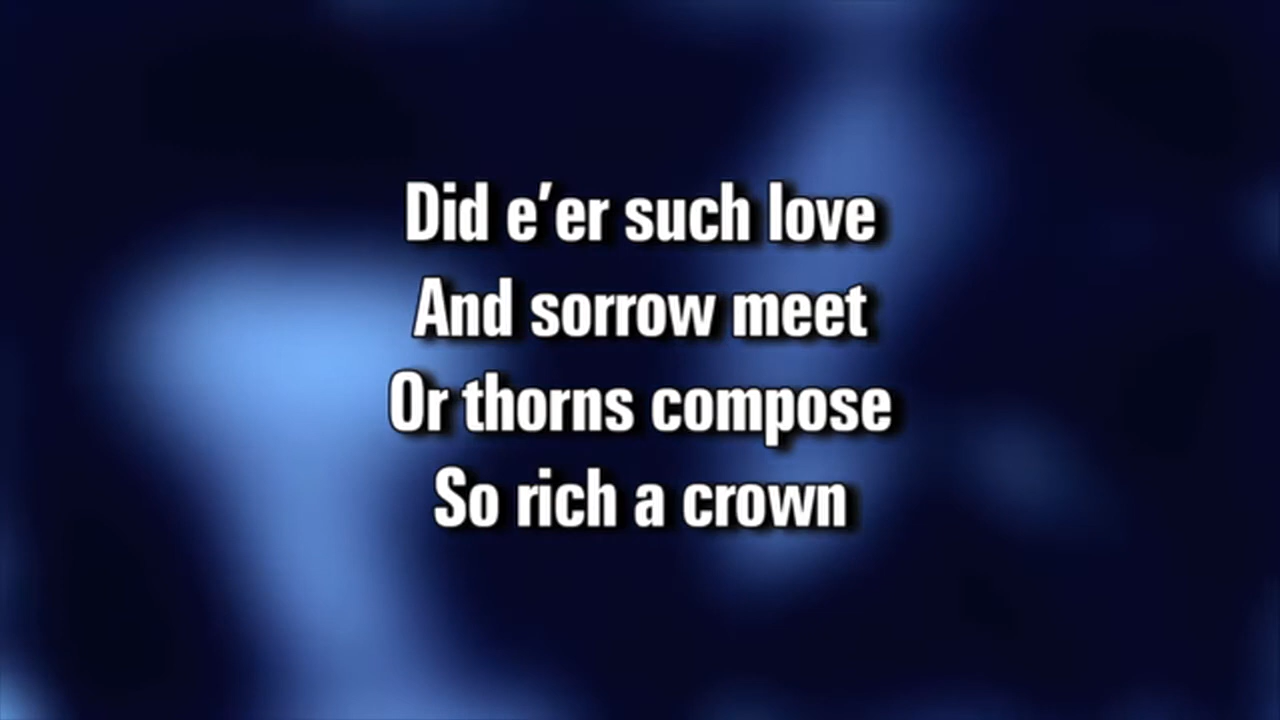 Did e’er such love
And sorrow meet
Or thorns compose
So rich a crown